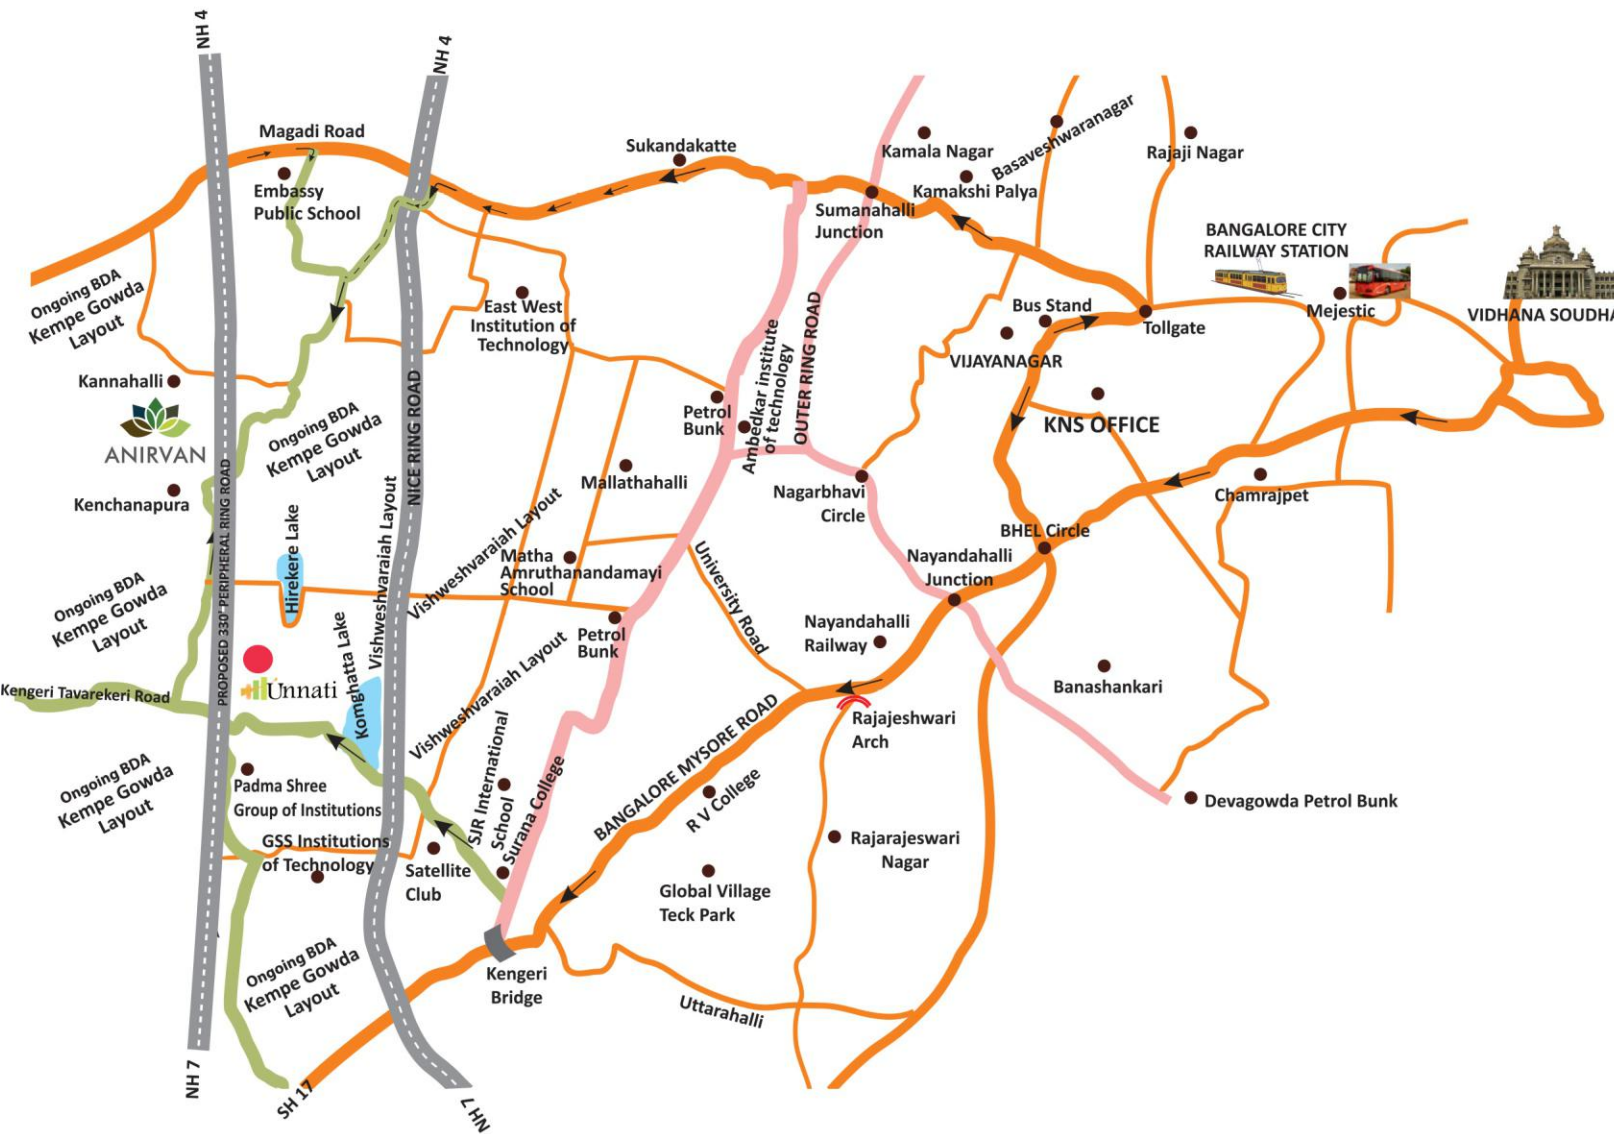 NH 4
NH 4
Magadi Road
Embassy
Public School
Sukandakatte
Kamala Nagar
Kamakshi Palya
Basaveshwaranagar
Rajaji Nagar
Sumanahalli
Junction
BANGALORE CITY
RAILWAY STATION
Mejestic
VIDHANA SOUDHA
Ongoing BDA
Kempe Gowda
Layout
East West
Institution of
Technology
Bus Stand
Tollgate
VIJAYANAGAR
OUTER RING ROAD
Ambedkar institute
of technology
Kannahalli
ANIRVAN
Ongoing BDA
Kempe Gowda
Layout
NICE RING ROAD
Petrol
Bunk
KNS OFFICE
Kenchanapura
PROPOSED 330' PERIPHERAL RING ROAD
Hirekere Lake
Vishweshvaraiah Layout
Vishweshvaraiah Layout
Mallathahalli
Nagarbhavi
Circle
Chamrajpet
BHEL Circle
Nayandahalli
Junction
Matha
Amruthanandamayi
School
University Road
Ongoing BDA
Kempe Gowda
Layout
Petrol
Bunk
Nayandahalli
Railway
Banashankari
Komghatta Lake
Vishweshvaraiah Layout
Kengeri Tavarekeri Road
Unnati
Rajajeshwari
Arch
BANGALORE MYSORE ROAD
Ongoing BDA
Kempe Gowda
Layout
Padma Shree
Group of Institutions
SJR International
School
Surana College
R V College
Devagowda Petrol Bunk
GSS Institutions
of Technology
Satellite
Club
Rajarajeswari
Nagar
Global Village
Teck Park
Ongoing BDA
Kempe Gowda
Layout
Kengeri
Bridge
Uttarahalli
NH 7
SH 17
NH 7